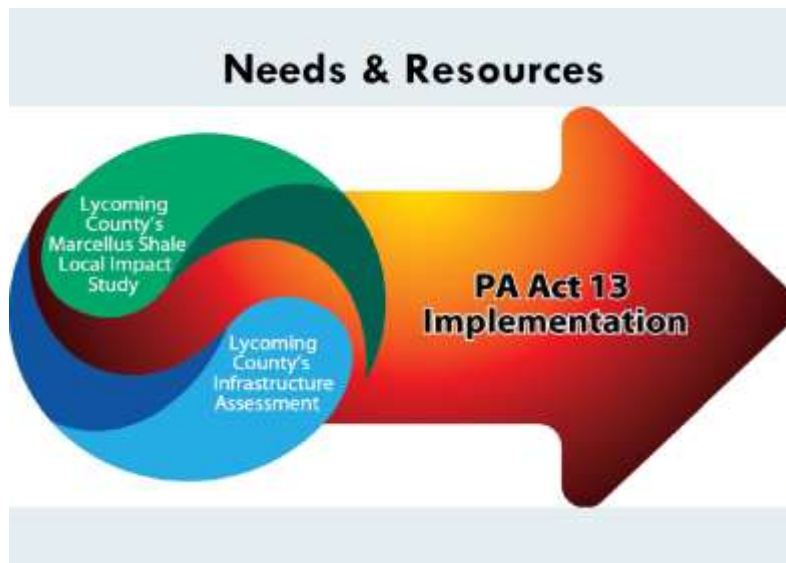 Needs & Resources
Lycoming
County's
Marcellus Shale
Local Impact
Study
Lycoming
County's
Infrastructure
Assessment
PA Act 13
Implementation